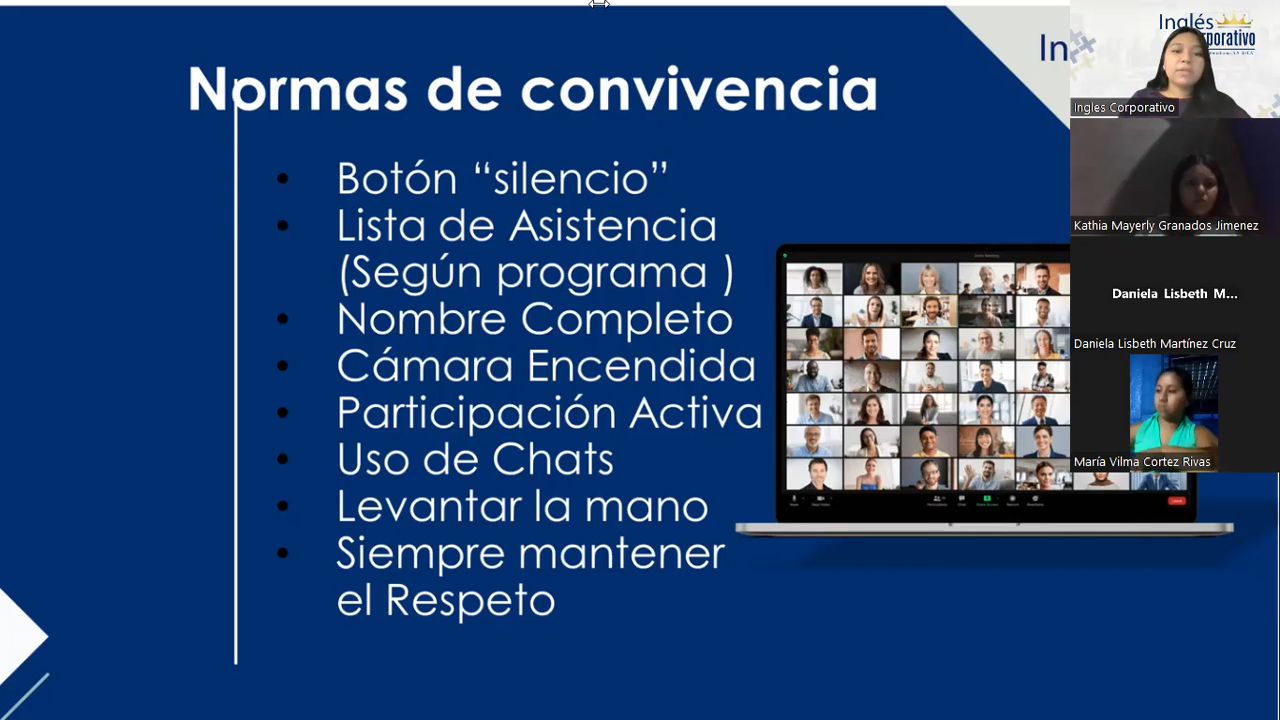 Normas de convivencia
Botón “silencio”
Lista de Asistencia
(Según programa )
Nombre Completo
Cámara Encendida
Participación Activa
Uso de Chats
Levantar la mano
Siempre mantener
el Respeto
In
Inglés
orporativo
Ingles Corporativo
Kathia Mayerly Granados Jimenez
Daniela Lisbeth M...
Daniela Lisbeth Martínez Cruz
María Vilma Cortez Rivas